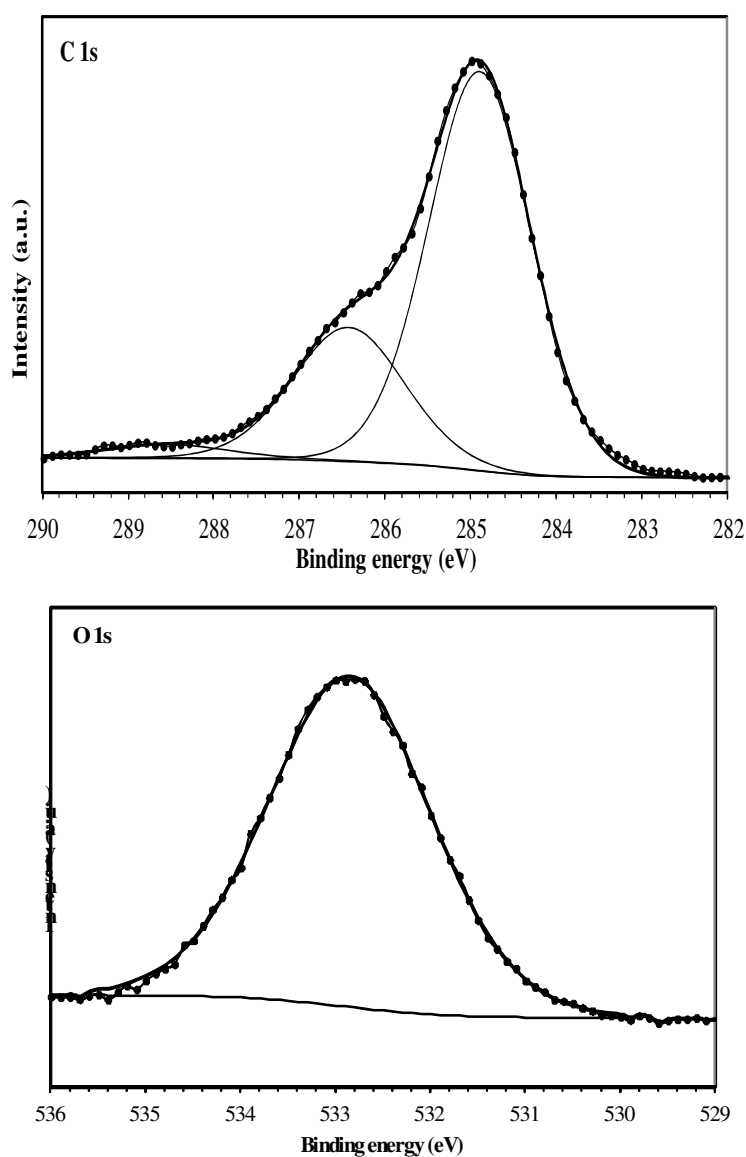 C 1s
Intensity (a.u.)
290 289 288 287 286 285 284 283 282
Binding energy (eV)
O 1s
536 535 534 533 532 531 530 529
Binding energy (eV)